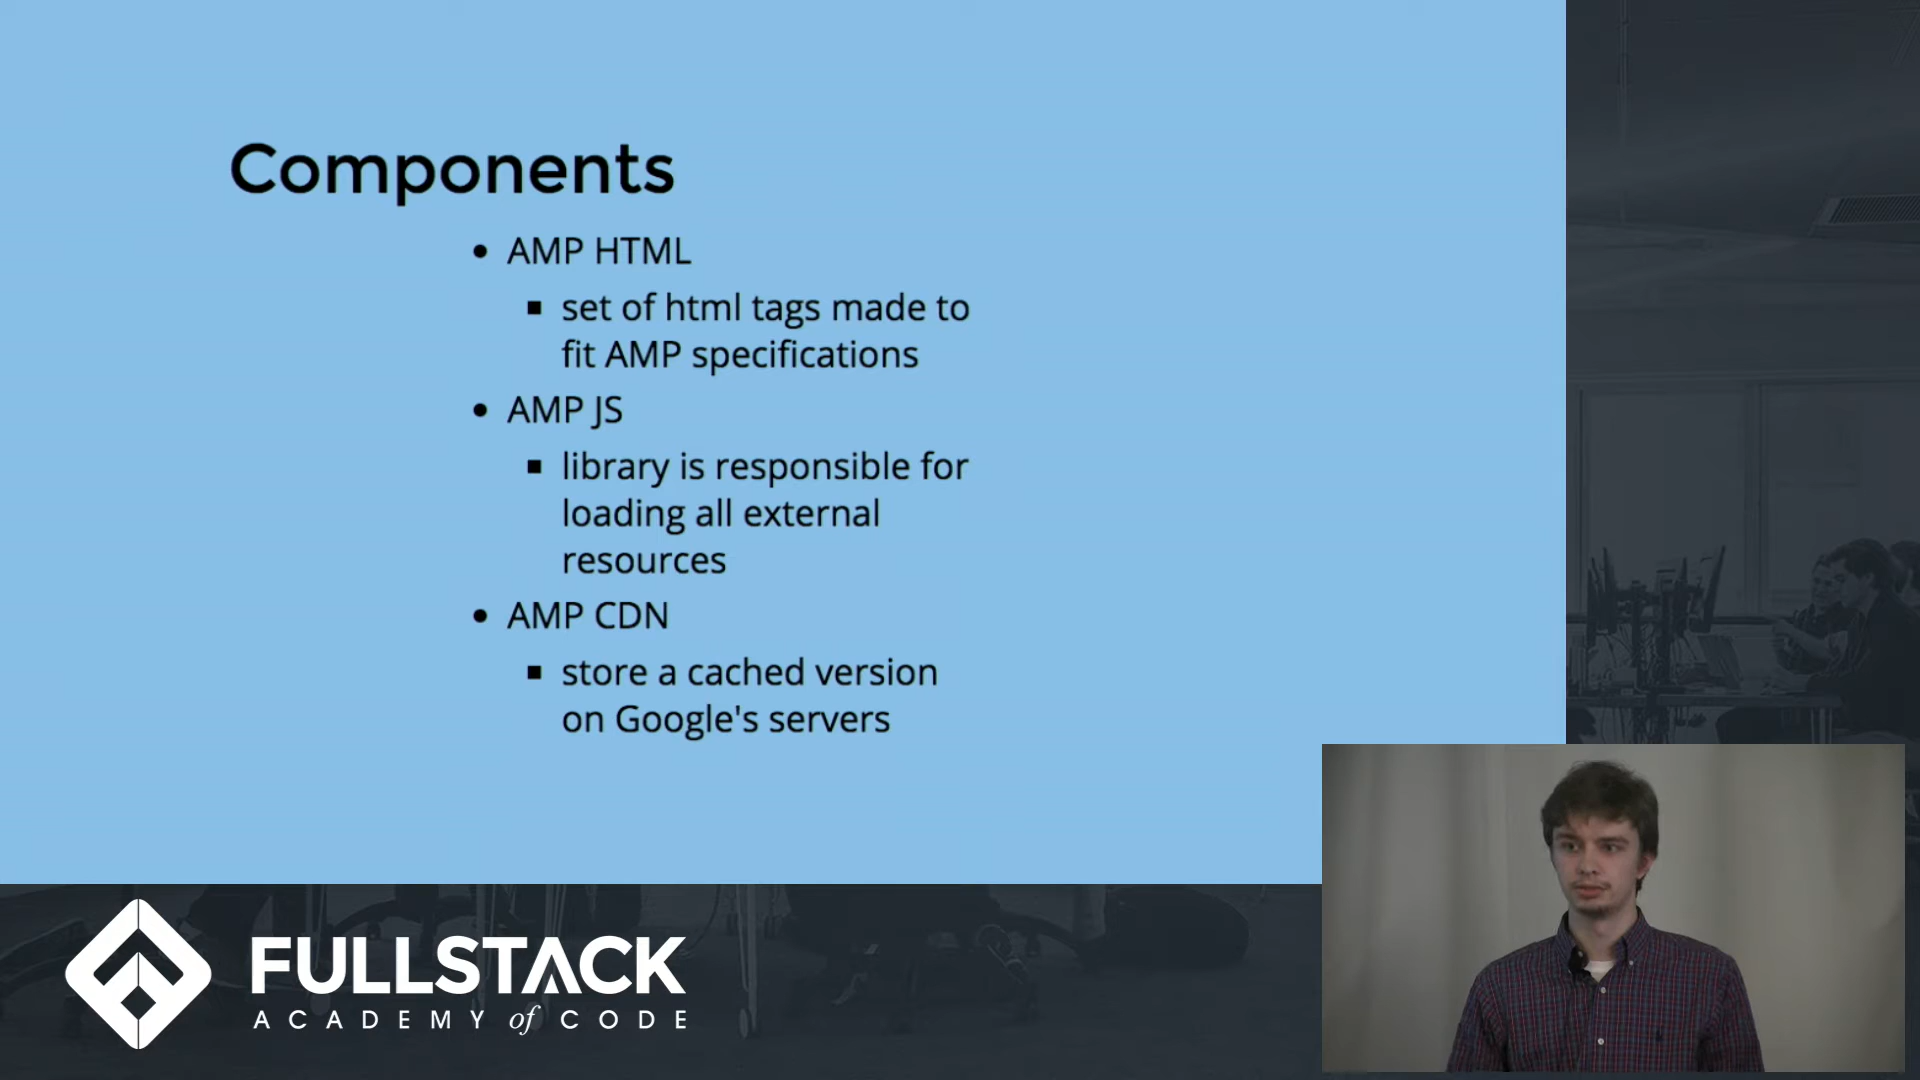 Components
• AMP HTML
▪ set of html tags made to
fit AMP specifications
• AMP JS
▪ library is responsible for
loading all external
resources
• AMP CDN
▪ store a cached version
on Google's servers
FULLSTACK
ACADEMY of CODE